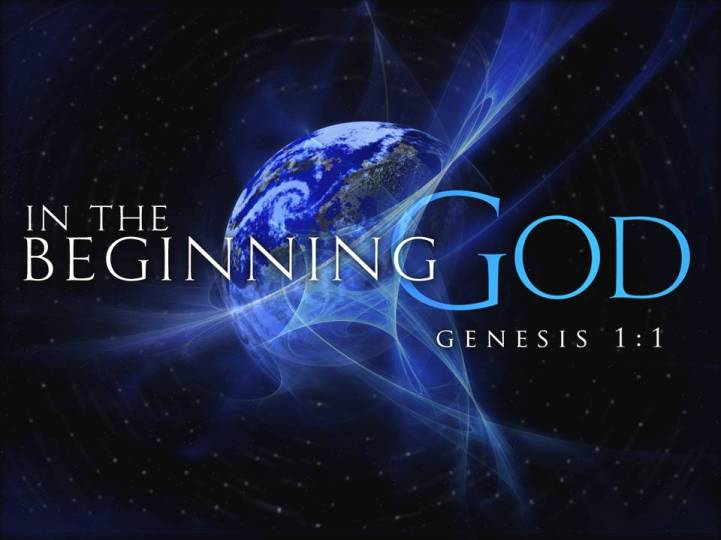 IN THE
BEGINNING GOD
GENESIS 1:1